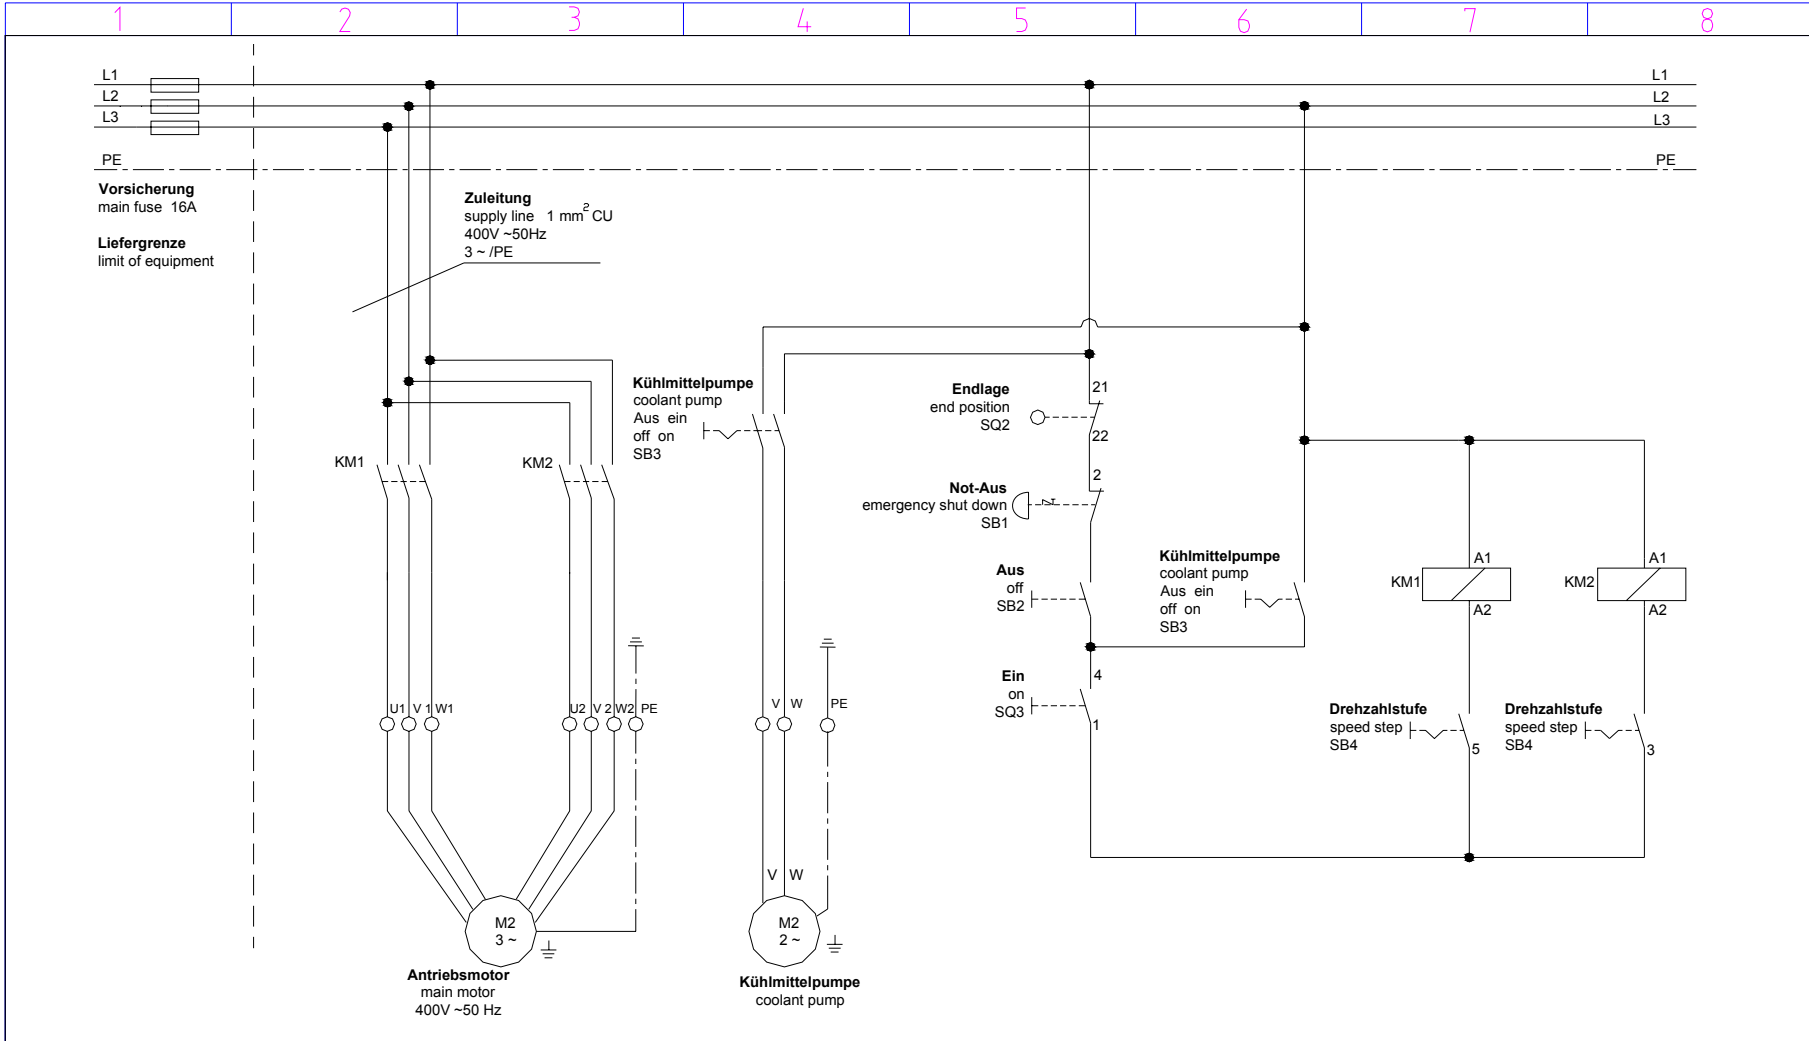 1 2 3 4 5 6 7 8
L1 L1
L2 L2
L3 L3
PE PE
Vorsicherung
main fuse 16A
Liefergrenze
limit of equipment
Zuleitung
supply line 1 mm² CU
400V ~50Hz
3 ~ /PE
KM1
KM2
Kühlmittelpumpe
coolant pump
Aus ein
off on
SB3
Endlage
end position
SQ2
21
22
Not-Aus
emergency shut down
SB1
2
Aus
off
SB2
Kühlmittelpumpe
coolant pump
Aus ein
off on
SB3
Ein
on
SQ3
4
1
KM1
A1
A2
KM2
A1
A2
Drehzahlstufe
speed step
SB4
5
Drehzahlstufe
speed step
SB4
3
U1 V 1 W1
U2 V 2 W2 PE
V W PE
V W
M2
3 ~
Antriebsmotor
main motor
400V ~50 Hz
M2
2 ~
Kühlmittelpumpe
coolant pump